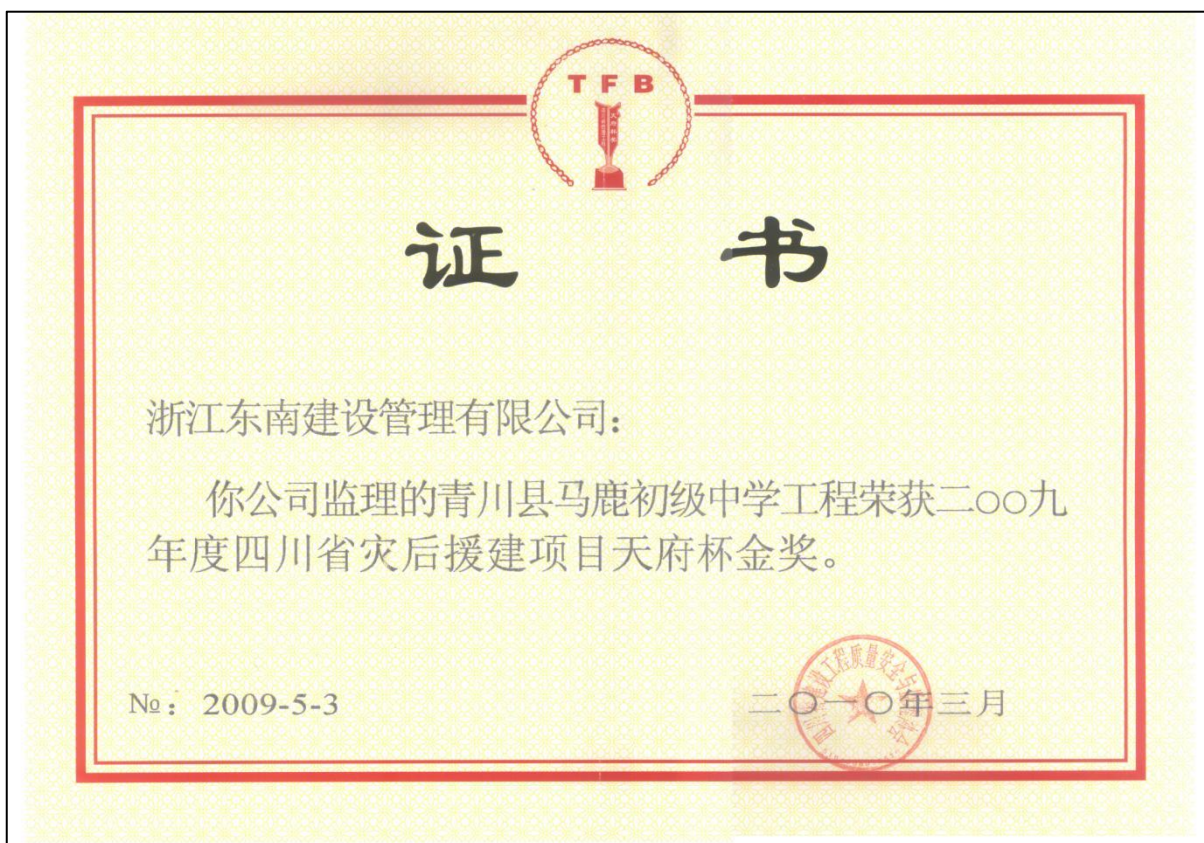 TFB
证 书
浙江东南建设管理有限公司：
你公司监理的青川县马鹿初级中学工程荣获二○○九
年度四川省灾后援建项目天府杯金奖。
№：2009-5-3
二○一○年三月